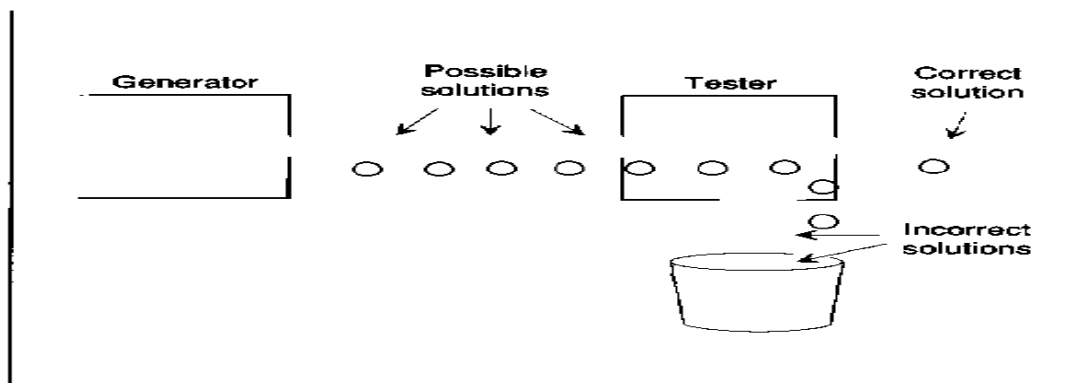 Generator
Possible
solutions
Tester
Correct
solution
Incorrect
solutions